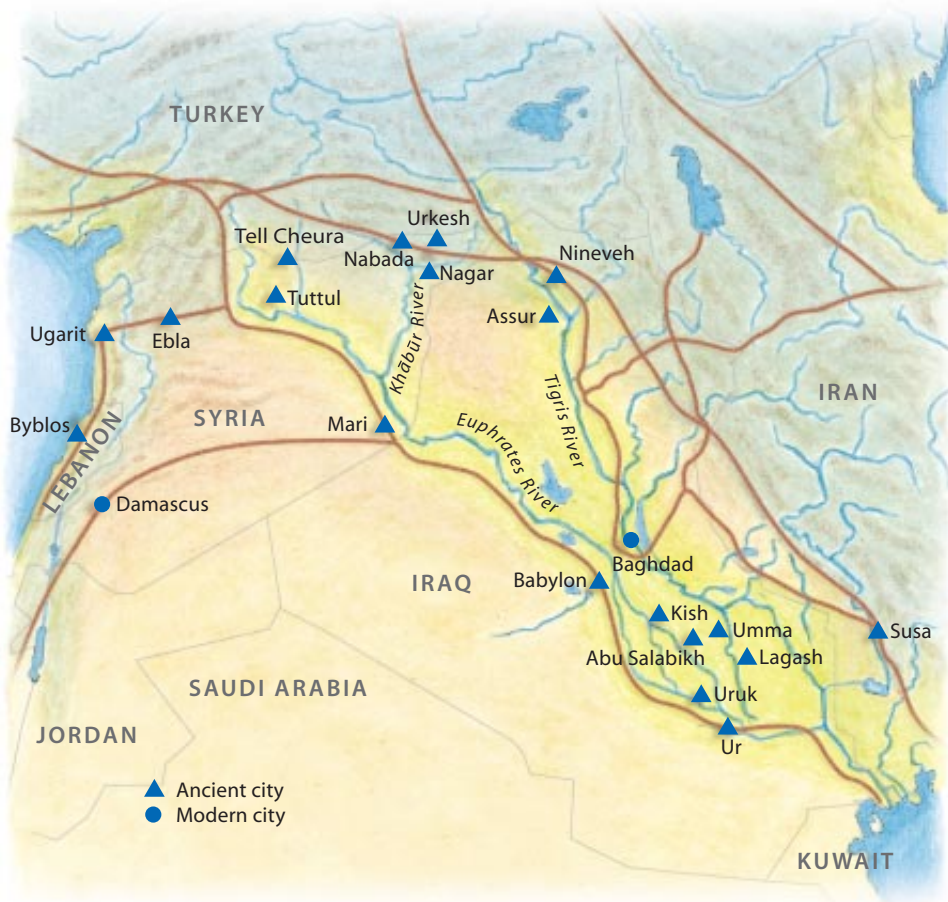 TURKEY
Urkesh
Tell Cheura
Nabada
Nineveh
Nagar
Tuttul
Assur
Ugarit
Ebla
Khābūr River
Tigris River
IRAN
SYRIA
Mari
Euphrates River
Byblos
LEBANON
Damascus
Baghdad
IRAQ
Babylon
Kish
Umma
Susa
Abu Salabikh
Lagash
SAUDI ARABIA
Uruk
JORDAN
Ur
Ancient city
Modern city
KUWAIT